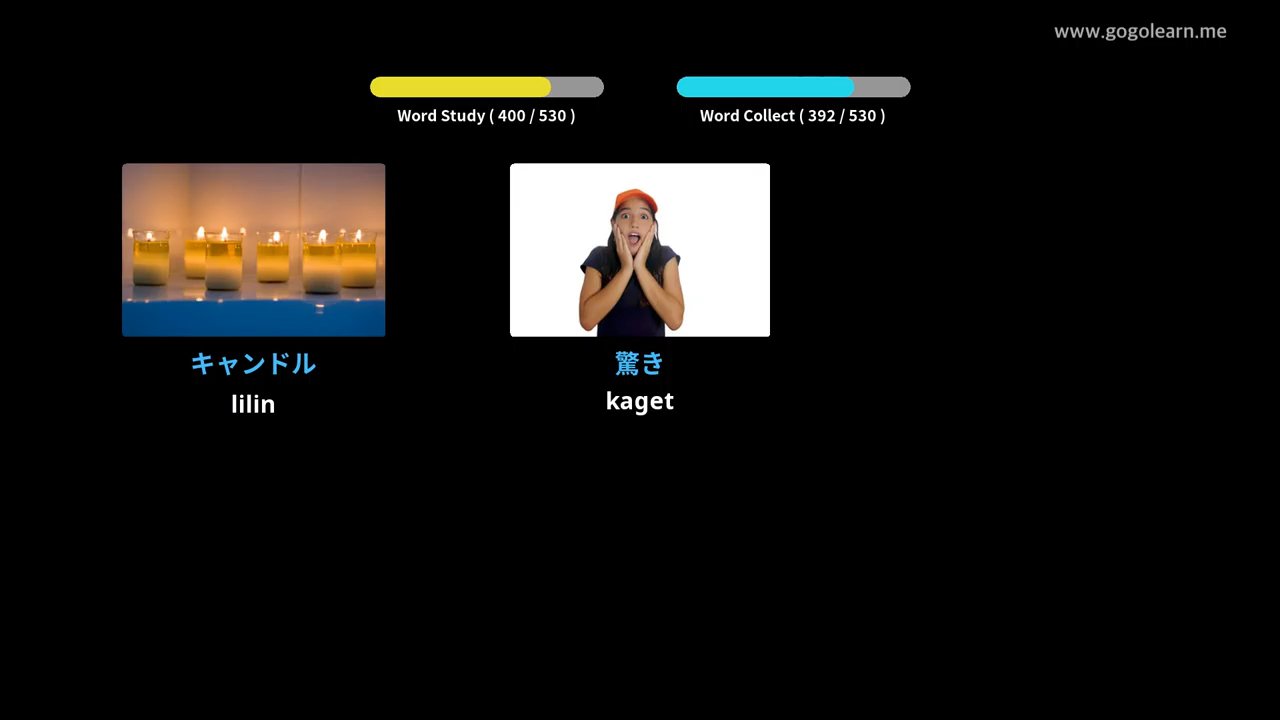 www.gogolearn.me
Word Study ( 400 / 530 )
Word Collect ( 392 / 530 )
キャンドル
lilin
驚き
kaget